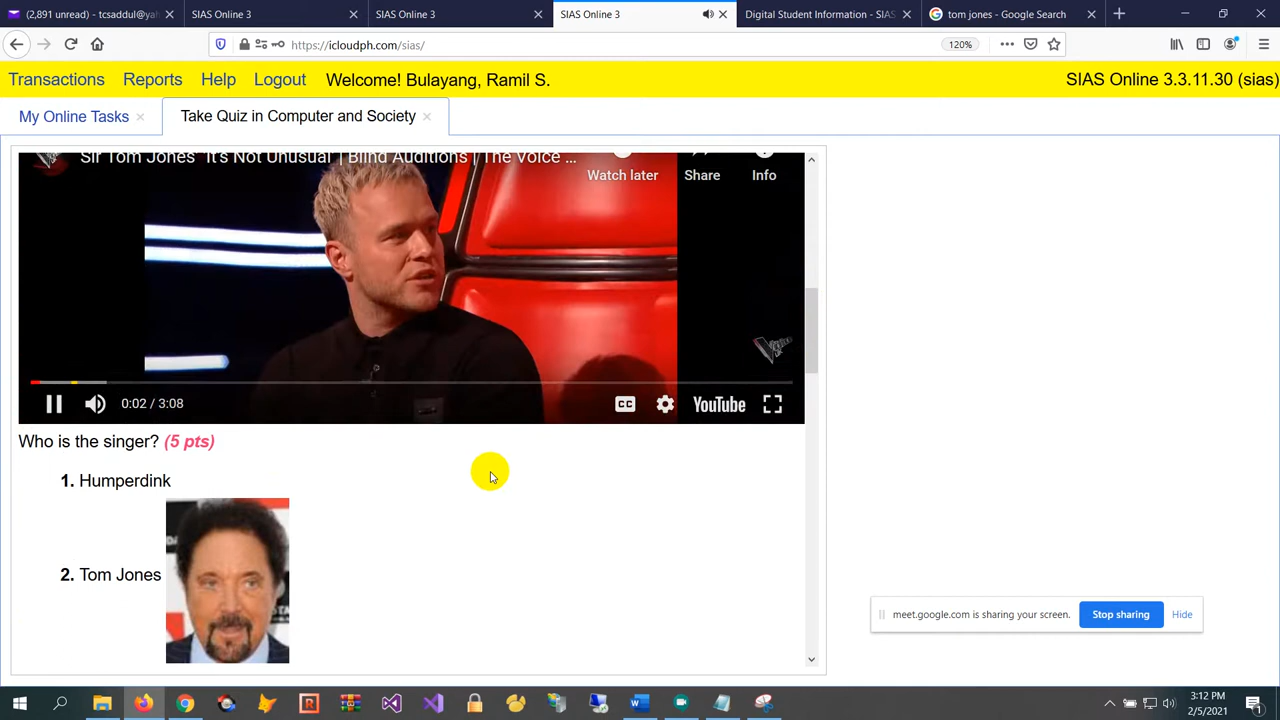 (2,891 unread) - tcsaddul@yah
SIAS Online 3
SIAS Online 3
SIAS Online 3
Digital Student Information - SIAS
tom jones - Google Search
https://icloudph.com/sias/
120%
Transactions Reports Help Logout Welcome! Bulayang, Ramil S.
SIAS Online 3.3.11.30 (sias)
My Online Tasks
Take Quiz in Computer and Society
Sir Tom Jones' 'It's Not Unusual' | Blind Auditions | The Voice ...
Watch later
Share
Info
0:02 / 3:08
CC
YouTube
Who is the singer? (5 pts)
1. Humperdink
2. Tom Jones
meet.google.com is sharing your screen.
Stop sharing
Hide
3:12 PM
2/5/2021